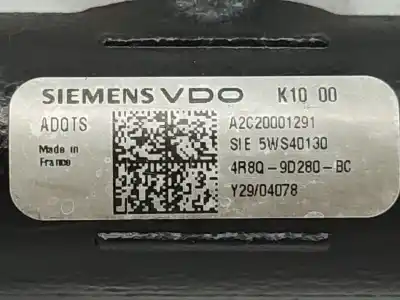 SIEMENS VDO K10 00
ADQTS A2C20001291
Made in France SIE 5WS40130
4R8Q-9D280-BC
Y29/04078